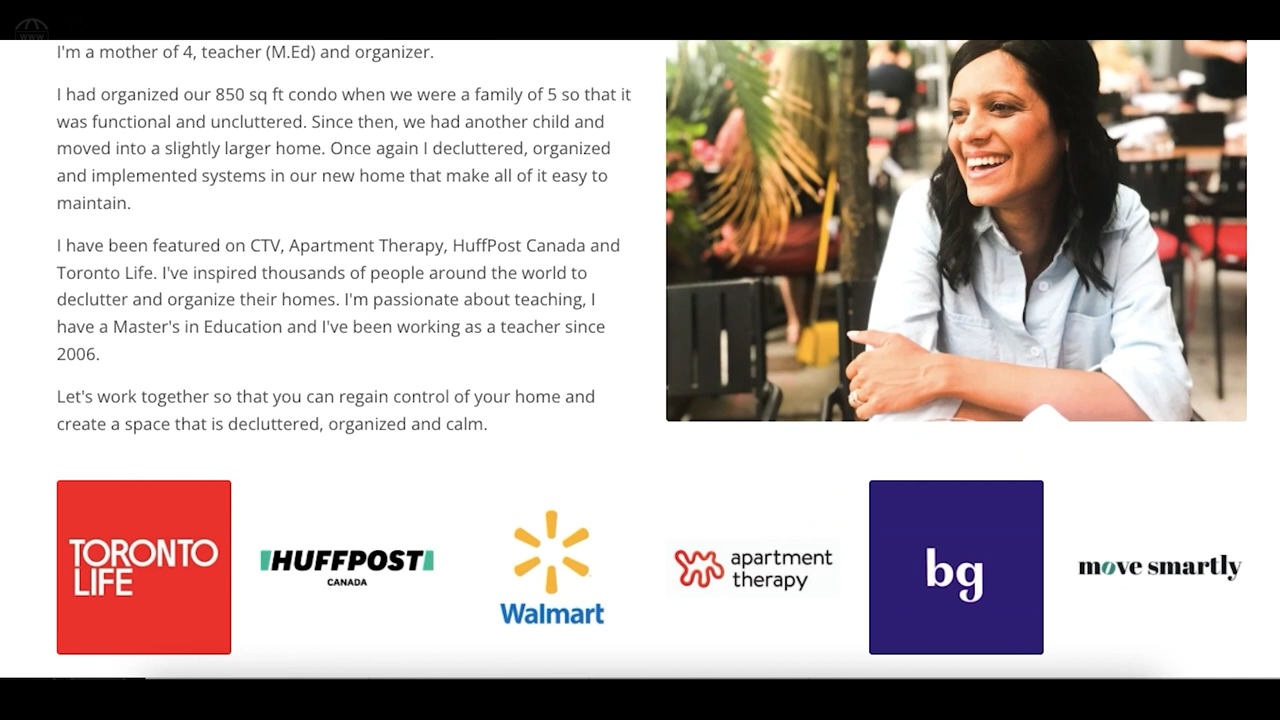 WWW
I'm a mother of 4, teacher (M.Ed) and organizer.
I had organized our 850 sq ft condo when we were a family of 5 so that it
was functional and uncluttered. Since then, we had another child and
moved into a slightly larger home. Once again I decluttered, organized
and implemented systems in our new home that make all of it easy to
maintain.
I have been featured on CTV, Apartment Therapy, HuffPost Canada and
Toronto Life. I've inspired thousands of people around the world to
declutter and organize their homes. I'm passionate about teaching, I
have a Master's in Education and I've been working as a teacher since
2006.
Let's work together so that you can regain control of your home and
create a space that is decluttered, organized and calm.
TORONTO
LIFE
HUFFPOST
CANADA
Walmart
apartment
therapy
bg
move smartly